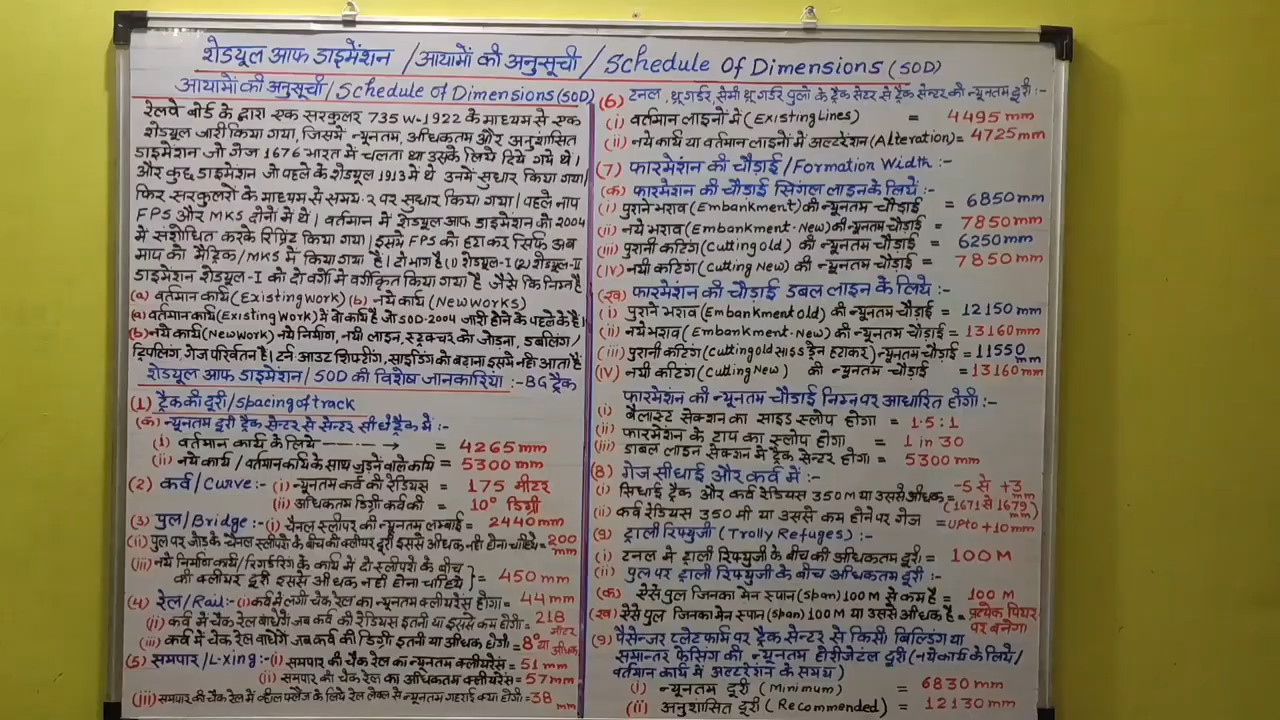 शेड्यूल आफ डाइमेंशन / आयामों की अनुसूची / Schedule Of Dimensions (SOD)
आयामों की अनुसूची / Schedule of Dimensions (SOD)
रेलवे बोर्ड के द्वारा एक सरकुलर 735 W-1922 के माध्यम से एक
शेड्यूल जारी किया गया, जिसमें न्यूनतम, अधिकतम और अनुशंसित
डाइमेंशन जो गेज 1676 भारत में चलता था उसके लिये दिये गये थे।
और कुछ डाइमेंशन जो पहले के शेड्यूल 1913 में थे उनमें सुधार किया गया।
फिर सरकुलरों के माध्यम से समय-2 पर सुधार किया गया। पहले नाप
FPS और MKS दोनों में थे। वर्तमान में शेड्यूल आफ डाइमेंशन को 2004
में संशोधित करके रिप्रिंट किया गया। इसमें FPS को हटाकर सिर्फ अब
माप को मैट्रिक/MKS में किया गया है। दो भाग है (1) शेड्यूल-I (2) शेड्यूल-II
डाइमेंशन शेड्यूल-I को दो वर्गों में वर्गीकृत किया गया है जैसे कि निम्न है
(a) वर्तमान कार्य (Existing work) (b) नये कार्य (New works)
(a) वर्तमान कार्य (Existing work) में वो कार्य है जो SOD-2004 जारी होने के पहले के है।
(b) नये कार्य (New work) नये निर्माण, नयी लाइन, स्ट्रक्चर को जोड़ना, डबलिंग/
ट्रिपलिंग, गेज परिवर्तन है। टर्न आउट शिफ्टींग, साइडिंग को बढ़ाना इसमें नहीं आता है
शेड्यूल आफ डाइमेंशन / SOD की विशेष जानकारियां :- BG ट्रैक
(1) ट्रैक की दूरी / Spacing of track
(क) न्यूनतम दूरी ट्रैक सेन्टर से सेन्टर सीधे ट्रैक में :-
(i) वर्तमान कार्य के लिये ----→ = 4265 mm
(ii) नये कार्य / वर्तमान कार्य के साथ जुड़ने वाले कार्य = 5300 mm
(2) कर्व / Curve :- (i) न्यूनतम कर्व की रेडियस = 175 मीटर
(ii) अधिकतम डिग्री कर्व की = 10° डिग्री
(3) पुल / Bridge :- (i) चैनल स्लीपर की न्यूनतम लम्बाई = 2440 mm
(ii) पुल पर जोड़ के चैनल स्लीपरों के बीच की क्लीयर दूरी इससे अधिक नहीं होना चाहिये = 200 mm
(iii) नये निर्माण कार्य / रिगर्डरिंग के कार्य में दो स्लीपरों के बीच
की क्लीयर दूरी इससे अधिक नहीं होना चाहिये } = 450 mm
(4) रेल / Rail :- (i) कर्व में लगी चैक रेल का न्यूनतम क्लीयरेंस होगा = 44 mm
(ii) कर्व में चैक रेल बाधेंगे जब कर्व की रेडियस इतनी या इससे कम होगी = 218 मीटर
(iii) कर्व में चेक रेल बाधेंगे जब कर्व की डिग्री इतनी या अधिक होगी = 8° या अधिक
(5) समपार / L-xing :- (i) समपार की चैक रेल का न्यूनतम क्लीयरेंस = 51 mm
(ii) समपार की चैक रेल का अधिकतम क्लीयरेंस = 57 mm
(iii) समपार की चैक रेल में व्हील फ्लेंज के लिये रेल लेवल से न्यूनतम गहराई क्या होगी = 38 mm
(6) टनल, थ्रू गर्डर, सेमी थ्रू गर्डर पुलों के ट्रैक सेंटर से ट्रैक सेन्टर की न्यूनतम दूरी :-
(i) वर्तमान लाइनों में (Existing Lines) = 4495 mm
(ii) नये कार्य या वर्तमान लाइनों में अल्टरेशन (Alteration) = 4725 mm
(7) फारमेशन की चौड़ाई / Formation Width :-
(क) फारमेशन की चौड़ाई सिंगल लाइन के लिये :-
(i) पुराने भराव (Embankment) की न्यूनतम चौड़ाई = 6850 mm
(ii) नये भराव (Embankment-New) की न्यूनतम चौड़ाई = 7850 mm
(iii) पुरानी कटिंग (Cutting Old) की न्यूनतम चौड़ाई = 6250 mm
(iv) नयी कटिंग (Cutting New) की न्यूनतम चौड़ाई = 7850 mm
(ख) फारमेशन की चौड़ाई डबल लाइन के लिये :-
(i) पुराने भराव (Embankment old) की न्यूनतम चौड़ाई = 12150 mm
(ii) नये भराव (Embankment-New) की न्यूनतम चौड़ाई = 13160 mm
(iii) पुरानी कटिंग (Cutting old साइड ड्रेन हटाकर) न्यूनतम चौड़ाई = 11550 mm
(iv) नयी कटिंग (Cutting New) की न्यूनतम चौड़ाई = 13160 mm
फारमेशन की न्यूनतम चौड़ाई निम्न पर आधारित होगी :-
(i) बैलास्ट सेक्शन का साइड स्लोप होगा = 1.5 : 1
(ii) फारमेशन के टाप का स्लोप होगा = 1 in 30
(iii) डाबल लाइन सेक्शन में ट्रैक सेन्टर होगा = 5300 mm
(8) गेज सीधाई और कर्व में :-
(i) सिधाई ट्रैक और कर्व रेडियस 350 M या उससे अधिक = -5 से +3 mm (1671 से 1679 mm)
(ii) कर्व रेडियस 350 मी या उससे कम होने पर गेज = upto +10 mm
(9) ट्राली रिफ्युजी (Trolly Refuges) :-
(i) टनल में ट्राली रिफ्युजी के बीच की अधिकतम दूरी = 100 M
(ii) पुल पर ट्राली रिफ्युजी के बीच अधिकतम दूरी :-
(क) ऐसे पुल जिनका मेन स्पान (span) 100 M से कम है = 100 M
(ख) ऐसे पुल जिनका मेन स्पान (span) 100 M या उससे अधिक है = प्रत्येक पियर पर बनेगा
(9) पैसेन्जर प्लेटफार्म पर ट्रैक सेन्टर से किसी बिल्डिंग या
समान्तर फेसिंग की न्यूनतम हॉरीजेंटल दूरी (नये कार्य के लिये /
वर्तमान कार्य में अल्टरेशन के समय)
(i) न्यूनतम दूरी (Minimum) = 6830 mm
(ii) अनुशंसित दूरी (Recommended) = 12130 mm